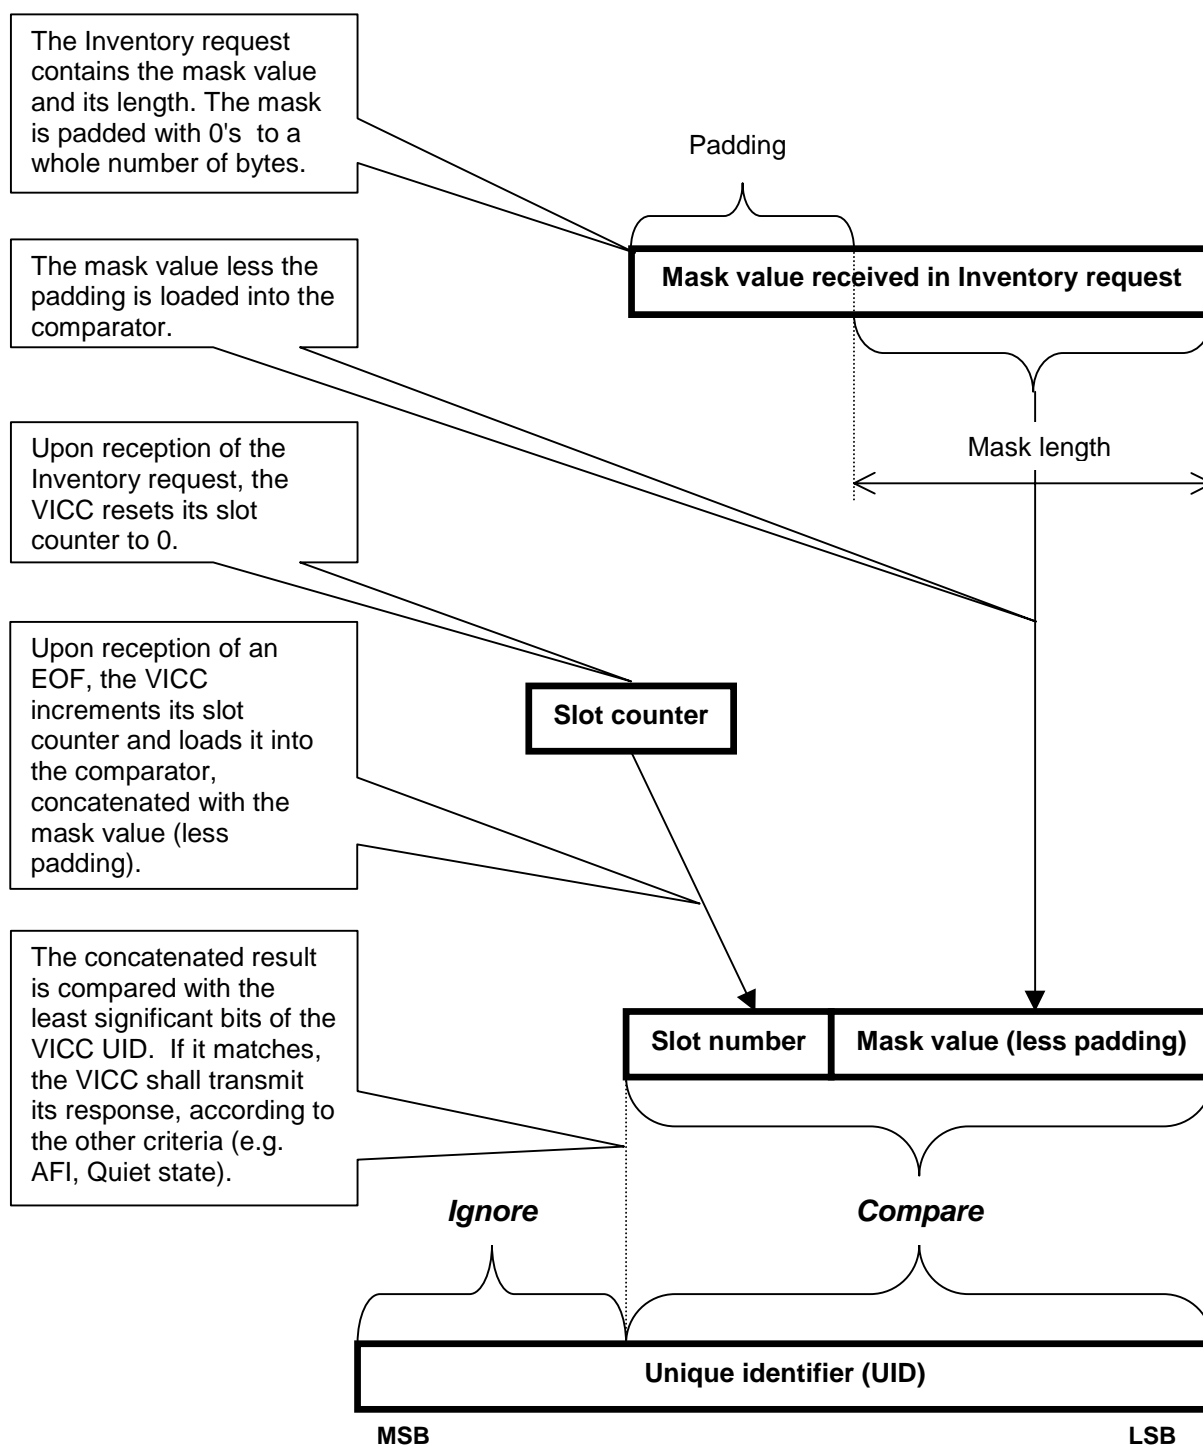 The Inventory request
contains the mask value
and its length. The mask
is padded with 0's  to a
whole number of bytes.
Padding
The mask value less the
padding is loaded into the
comparator.
Mask value received in Inventory request
Upon reception of the
Inventory request, the
VICC resets its slot
counter to 0.
Mask length
Upon reception of an
EOF, the VICC
increments its slot
counter and loads it into
the comparator,
concatenated with the
mask value (less
padding).
Slot counter
The concatenated result
is compared with the
least significant bits of the
VICC UID.  If it matches,
the VICC shall transmit
its response, according to
the other criteria (e.g.
AFI, Quiet state).
Slot number
Mask value (less padding)
Ignore
Compare
Unique identifier (UID)
MSB
LSB